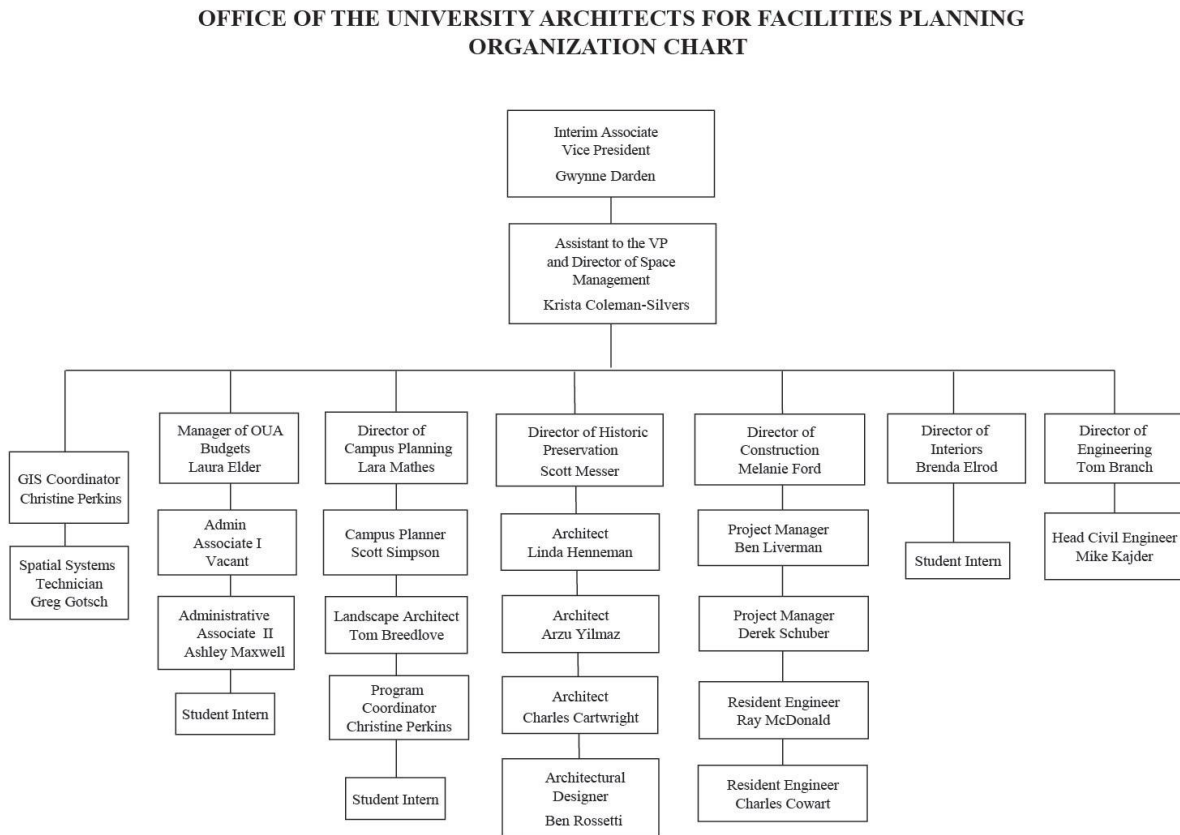 OFFICE OF THE UNIVERSITY ARCHITECTS FOR FACILITIES PLANNING
ORGANIZATION CHART
Interim Associate
Vice President
Gwynne Darden
Assistant to the VP
and Director of Space
Management
Krista Coleman-Silvers
GIS Coordinator
Christine Perkins
Spatial Systems
Technician
Greg Gotsch
Manager of OUA
Budgets
Laura Elder
Admin
Associate I
Vacant
Administrative
Associate II
Ashley Maxwell
Student Intern
Director of
Campus Planning
Lara Mathes
Campus Planner
Scott Simpson
Landscape Architect
Tom Breedlove
Program
Coordinator
Christine Perkins
Student Intern
Director of Historic
Preservation
Scott Messer
Architect
Linda Henneman
Architect
Arzu Yilmaz
Architect
Charles Cartwright
Architectural
Designer
Ben Rossetti
Director of
Construction
Melanie Ford
Project Manager
Ben Liverman
Project Manager
Derek Schuber
Resident Engineer
Ray McDonald
Resident Engineer
Charles Cowart
Director of
Interiors
Brenda Elrod
Student Intern
Director of
Engineering
Tom Branch
Head Civil Engineer
Mike Kajder